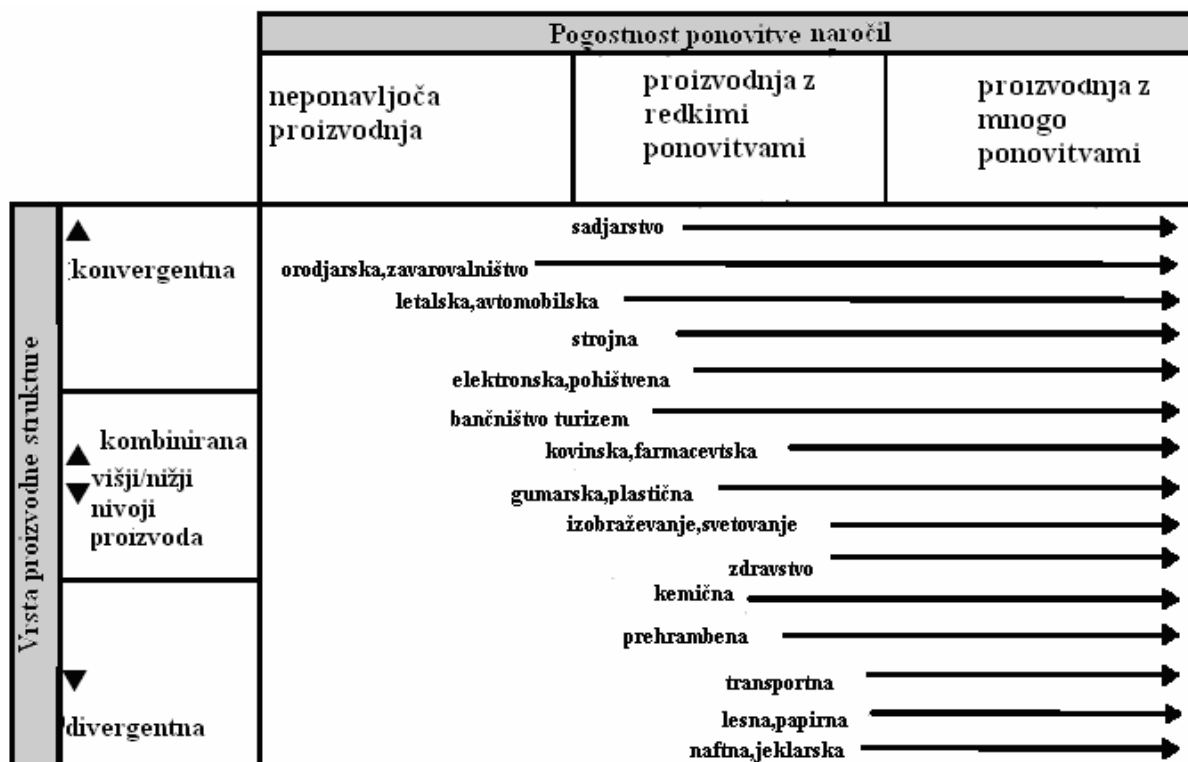 Pogostnost ponovitve naročil
neponavljoča
proizvodnja
proizvodnja z
redkimi
ponovitvami
proizvodnja z
mnogo
ponovitvami
Vrsta proizvodne strukture
konvergentna
kombinirana
višji/nižji
nivoji
proizvoda
divergentna
sadjarstvo
orodjarska,zavarovalništvo
letalska,avtomobilska
strojna
elektronska,pohištvena
bančništvo turizem
kovinska,farmacevtska
gumarska,plastična
izobraževanje,svetovanje
zdravstvo
kemična
prehrambena
transportna
lesna,papirna
naftna,jeklarska